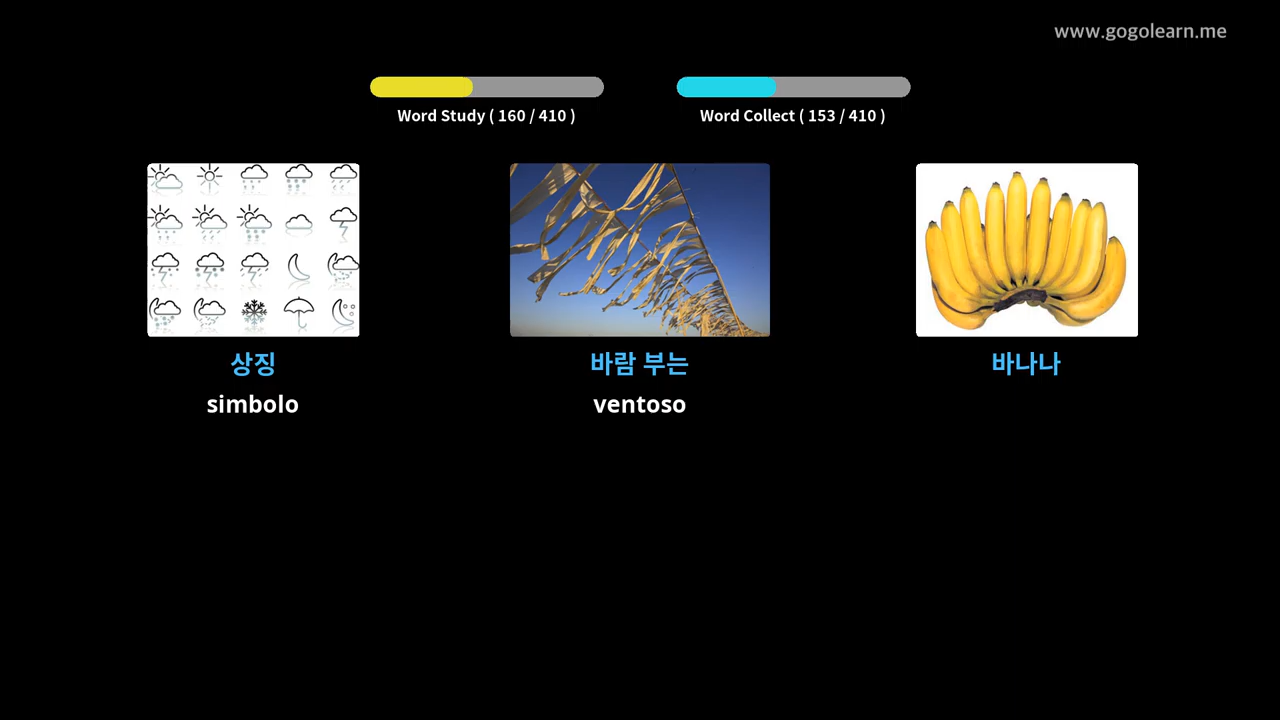 www.gogolearn.me
Word Study ( 160 / 410 )
Word Collect ( 153 / 410 )
상징
simbolo
바람 부는
ventoso
바나나